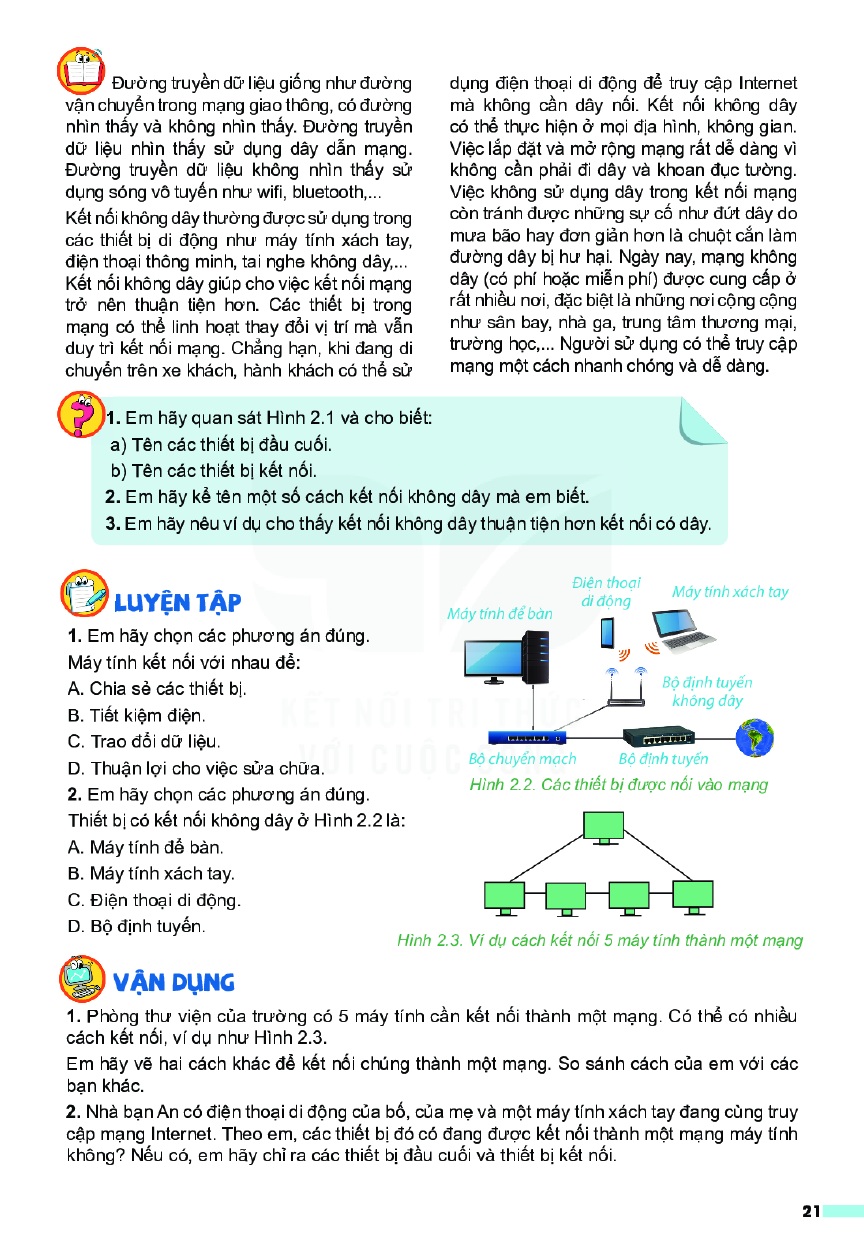 Đường truyền dữ liệu giống như đường
vận chuyển trong mạng giao thông, có đường
nhìn thấy và không nhìn thấy. Đường truyền
dữ liệu nhìn thấy sử dụng dây dẫn mạng.
Đường truyền dữ liệu không nhìn thấy sử
dụng sóng vô tuyến như wifi, bluetooth,...
Kết nối không dây thường được sử dụng trong
các thiết bị di động như máy tính xách tay,
điện thoại thông minh, tai nghe không dây,...
Kết nối không dây giúp cho việc kết nối mạng
trở nên thuận tiện hơn. Các thiết bị trong
mạng có thể linh hoạt thay đổi vị trí mà vẫn
duy trì kết nối mạng. Chẳng hạn, khi đang di
chuyển trên xe khách, hành khách có thể sử
dụng điện thoại di động để truy cập Internet
mà không cần dây nối. Kết nối không dây
có thể thực hiện ở mọi địa hình, không gian.
Việc lắp đặt và mở rộng mạng rất dễ dàng vì
không cần phải đi dây và khoan đục tường.
Việc không sử dụng dây trong kết nối mạng
còn tránh được những sự cố như đứt dây do
mưa bão hay đơn giản hơn là chuột cắn làm
đường dây bị hư hại. Ngày nay, mạng không
dây (có phí hoặc miễn phí) được cung cấp ở
rất nhiều nơi, đặc biệt là những nơi cộng cộng
như sân bay, nhà ga, trung tâm thương mại,
trường học,... Người sử dụng có thể truy cập
mạng một cách nhanh chóng và dễ dàng.
1. Em hãy quan sát Hình 2.1 và cho biết:
a) Tên các thiết bị đầu cuối.
b) Tên các thiết bị kết nối.
2. Em hãy kể tên một số cách kết nối không dây mà em biết.
3. Em hãy nêu ví dụ cho thấy kết nối không dây thuận tiện hơn kết nối có dây.
LUYỆN TẬP
1. Em hãy chọn các phương án đúng.
Máy tính kết nối với nhau để:
A. Chia sẻ các thiết bị.
B. Tiết kiệm điện.
C. Trao đổi dữ liệu.
D. Thuận lợi cho việc sửa chữa.
2. Em hãy chọn các phương án đúng.
Thiết bị có kết nối không dây ở Hình 2.2 là:
A. Máy tính để bàn.
B. Máy tính xách tay.
C. Điện thoại di động.
D. Bộ định tuyến.
Máy tính để bàn
Điện thoại
di động
Máy tính xách tay
Bộ định tuyến
không dây
Bộ chuyển mạch
Bộ định tuyến
Hình 2.2. Các thiết bị được nối vào mạng
Hình 2.3. Ví dụ cách kết nối 5 máy tính thành một mạng
KẾT NỐI TRI THỨC
VỚI CUỘC SỐNG
VẬN DỤNG
1. Phòng thư viện của trường có 5 máy tính cần kết nối thành một mạng. Có thể có nhiều
cách kết nối, ví dụ như Hình 2.3.
Em hãy vẽ hai cách khác để kết nối chúng thành một mạng. So sánh cách của em với các
bạn khác.
2. Nhà bạn An có điện thoại di động của bố, của mẹ và một máy tính xách tay đang cùng truy
cập mạng Internet. Theo em, các thiết bị đó có đang được kết nối thành một mạng máy tính
không? Nếu có, em hãy chỉ ra các thiết bị đầu cuối và thiết bị kết nối.
21